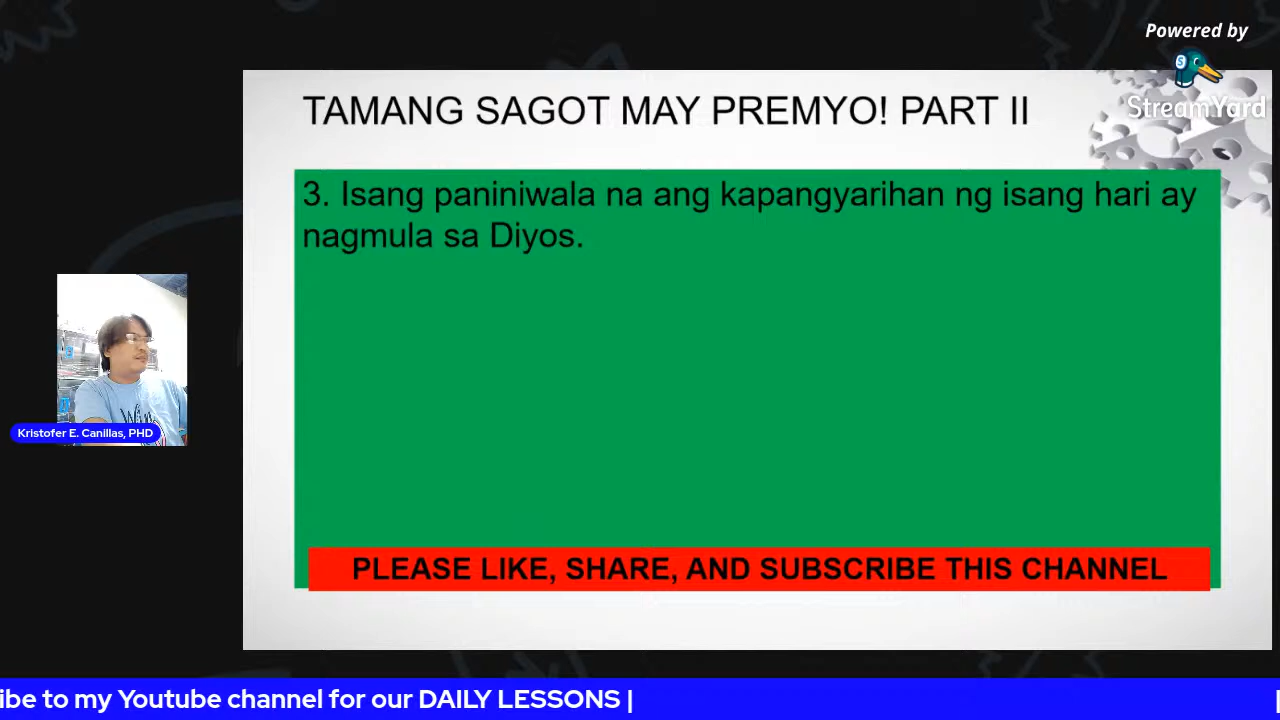 Powered by
StreamYard
TAMANG SAGOT MAY PREMYO! PART II
3. Isang paniniwala na ang kapangyarihan ng isang hari ay
nagmula sa Diyos.
Kristofer E. Canillas, PHD
PLEASE LIKE, SHARE, AND SUBSCRIBE THIS CHANNEL
ibe to my Youtube channel for our DAILY LESSONS |